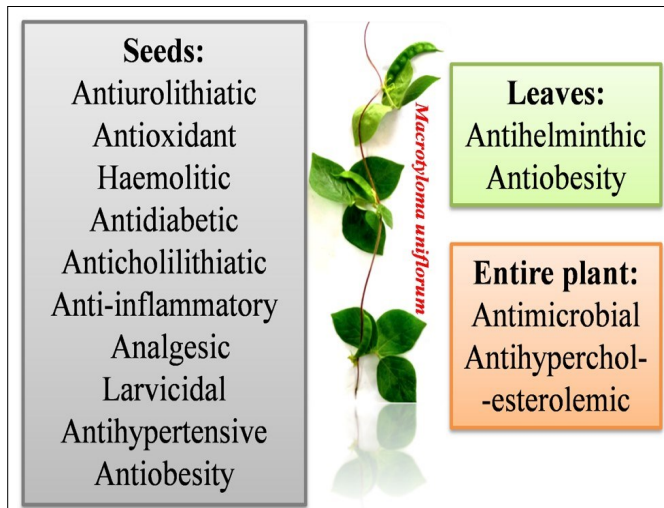 Seeds:
Antiurolithiatic
Antioxidant
Haemolitic
Antidiabetic
Anticholilithiatic
Anti-inflammatory
Analgesic
Larvicidal
Antihypertensive
Antiobesity
Macrotyloma uniflorum
Leaves:
Antihelminthic
Antiobesity
Entire plant:
Antimicrobial
Antihyperchol-
-esterolemic